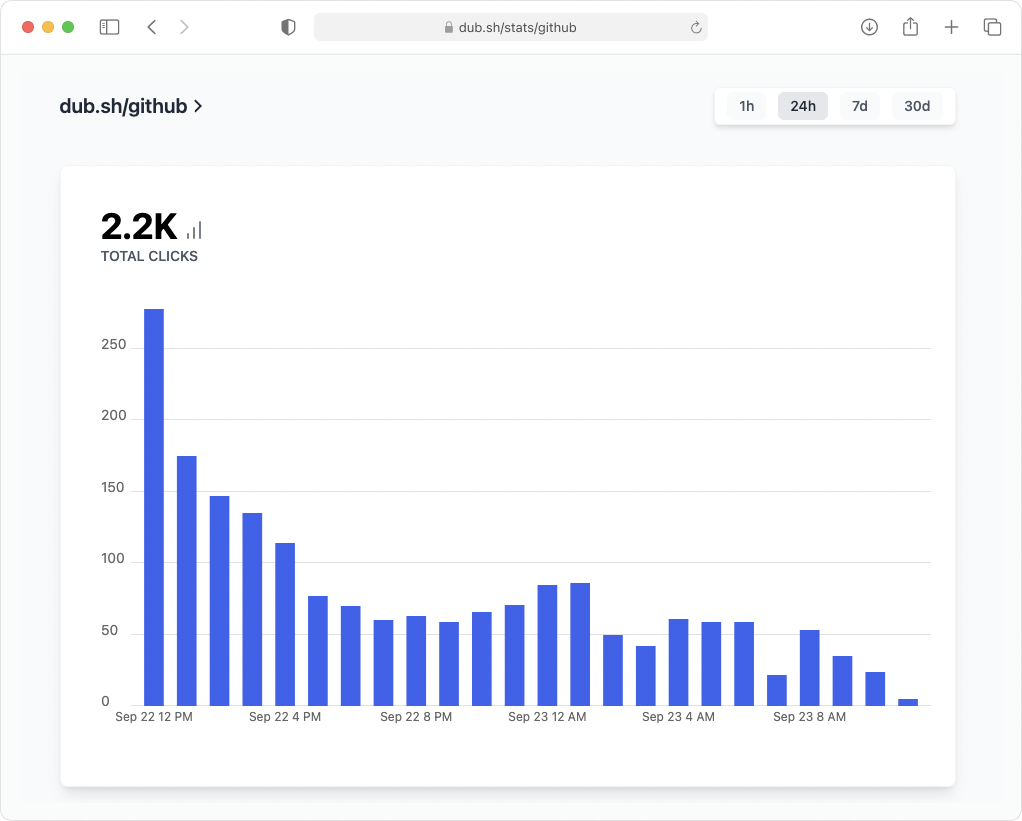 dub.sh/stats/github
dub.sh/github
1h 24h 7d 30d
2.2K
TOTAL CLICKS
250
200
150
100
50
0
Sep 22 12 PM Sep 22 4 PM Sep 22 8 PM Sep 23 12 AM Sep 23 4 AM Sep 23 8 AM